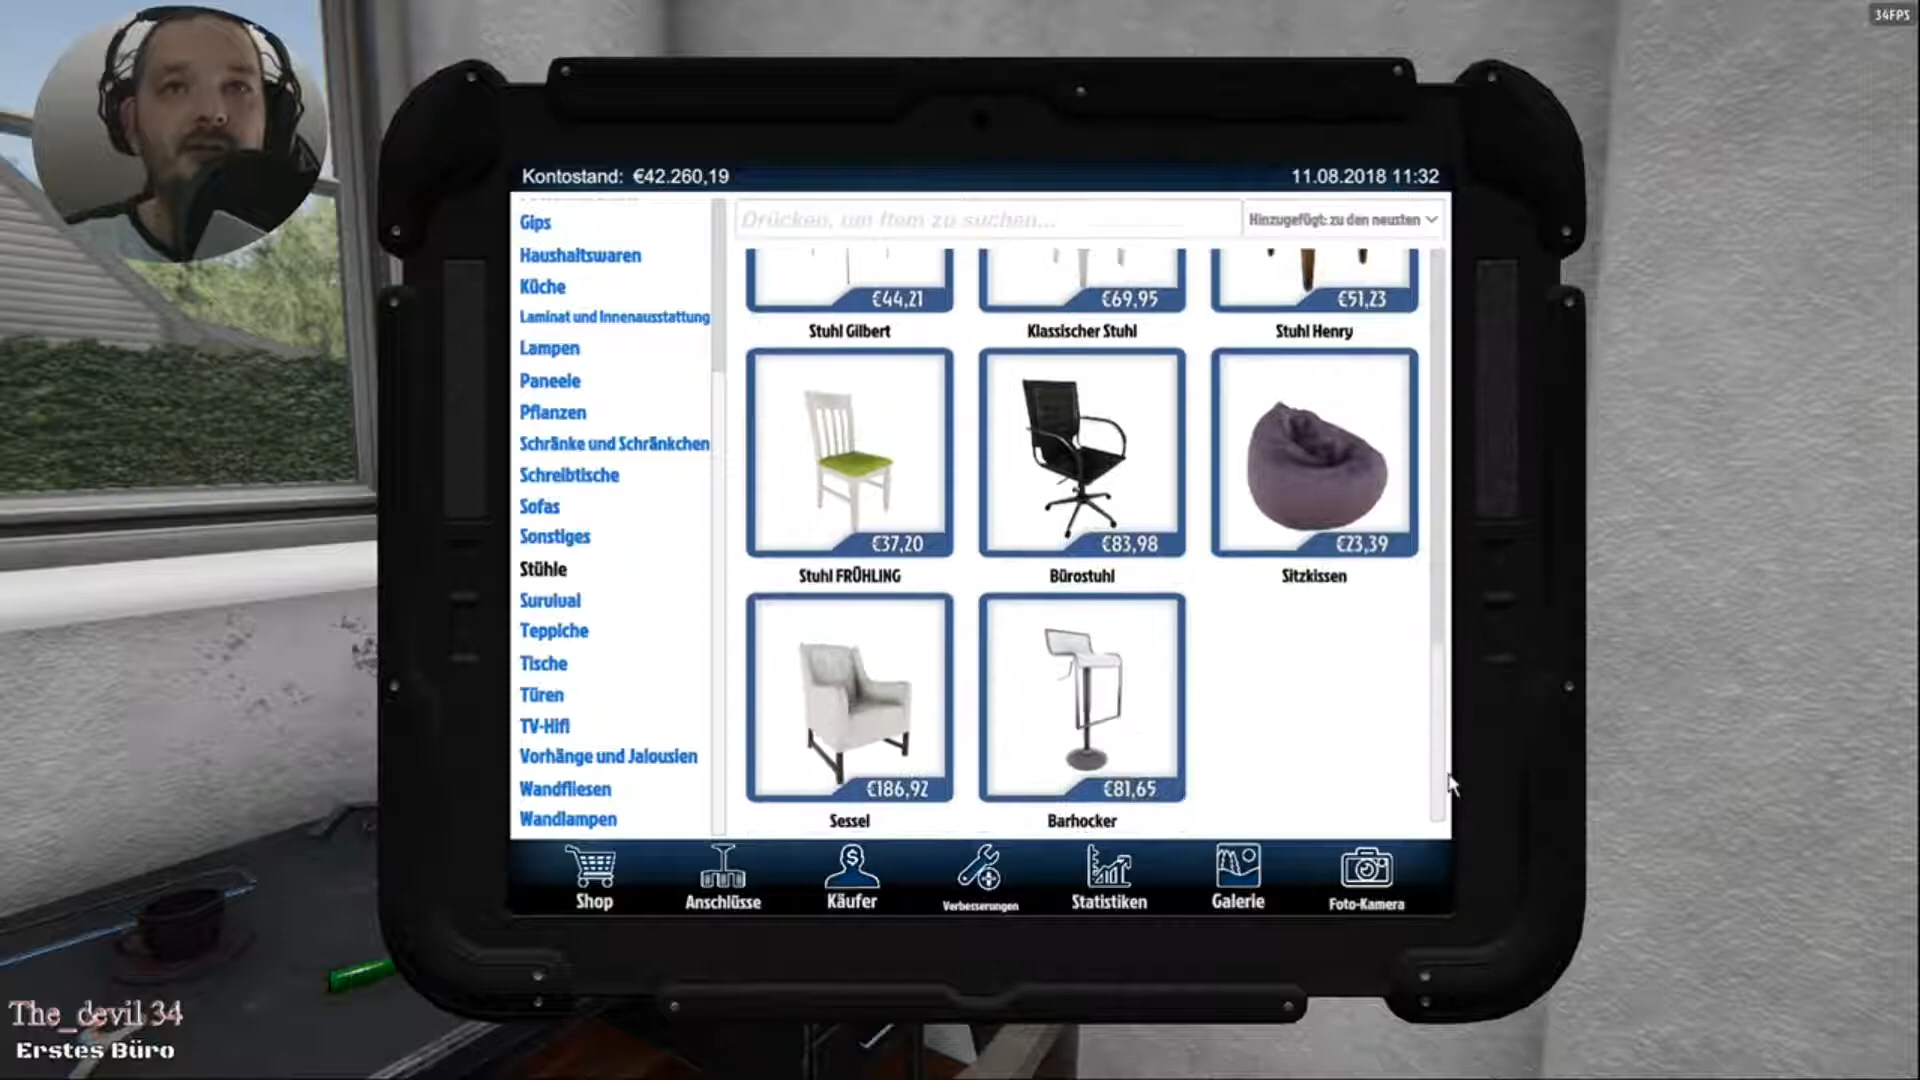 34FPS
Kontostand: €42.260,19
11.08.2018 11:32
Gips
Haushaltswaren
Küche
Laminat und Innenausstattung
Lampen
Paneele
Pflanzen
Schränke und Schränkchen
Schreibtische
Sofas
Sonstiges
Stühle
Survival
Teppiche
Tische
Türen
TV-Hifi
Vorhänge und Jalousien
Wandfliesen
Wandlampen
Drücken, um Item zu suchen...
Hinzugefügt: zu den neusten
€44,21
€69,95
€51,23
Stuhl Gilbert
Klassischer Stuhl
Stuhl Henry
€37,20
€83,98
€23,39
Stuhl FRÜHLING
Bürostuhl
Sitzkissen
€186,92
€81,65
Sessel
Barhocker
Shop
Anschlüsse
Käufer
Verbesserungen
Statistiken
Galerie
Foto-Kamera
The_devil 34
Erstes Büro